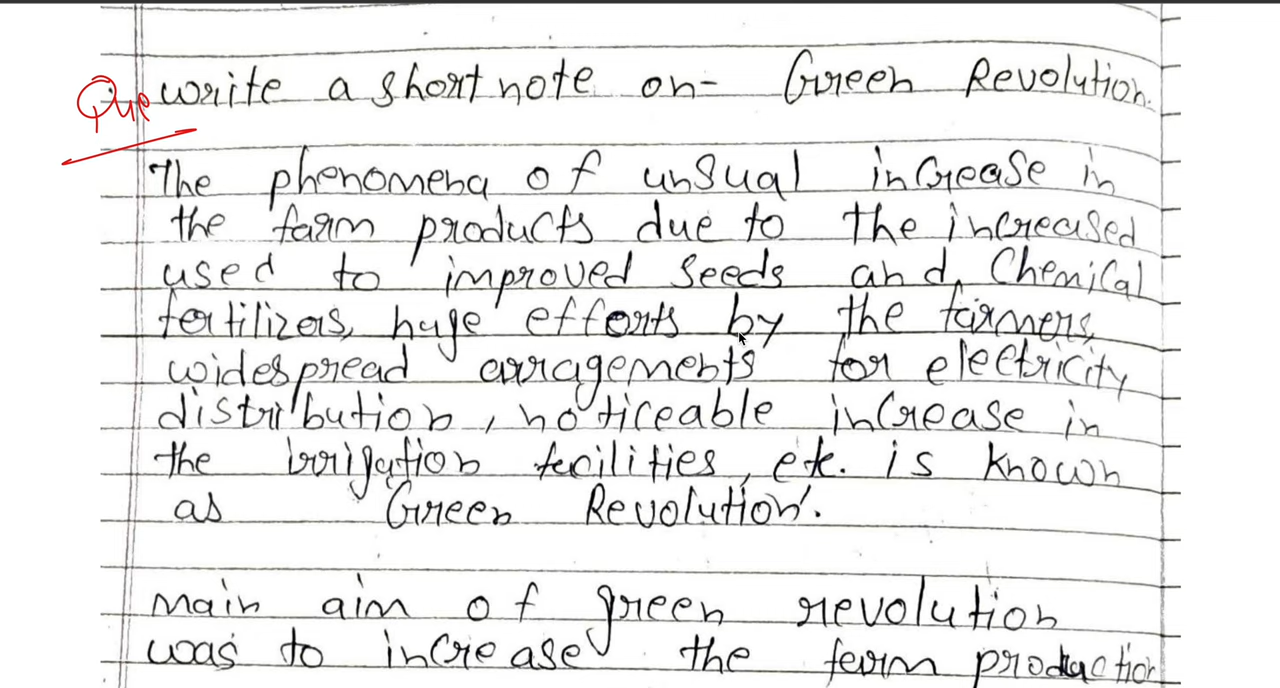 Que write a short note on- Green Revolution.
The phenomena of unsual increase in
the farm products due to the increased
used to improved seeds and, Chemical
fertilizers, huge efforts by the farmers,
widespread arragements for electricity
distribution, noticeable increase in
the irrigation facilities, etc. is known
as Green Revolution'.
main aim of green revolution
was to increase the farm production